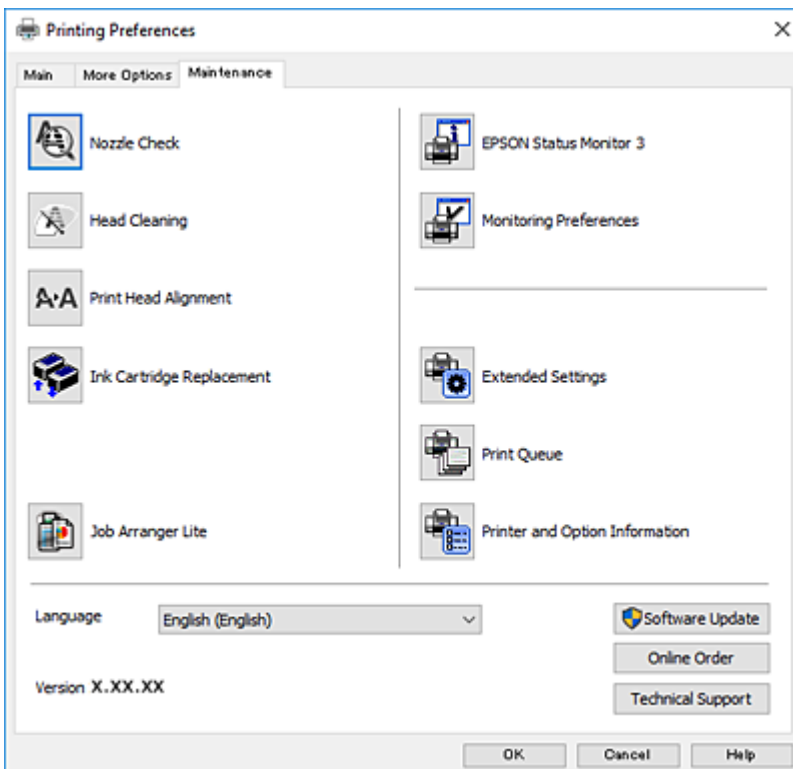 Printing Preferences
Main
More Options
Maintenance
Nozzle Check
Head Cleaning
A·A Print Head Alignment
Ink Cartridge Replacement
Job Arranger Lite
EPSON Status Monitor 3
Monitoring Preferences
Extended Settings
Print Queue
Printer and Option Information
Language
English (English)
Version X.XX.XX
Software Update
Online Order
Technical Support
OK
Cancel
Help